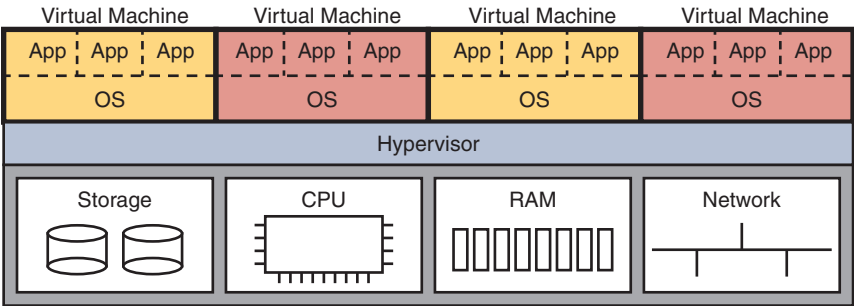 Virtual Machine Virtual Machine Virtual Machine Virtual Machine
App App App App App App App App App App App App
OS OS OS OS
Hypervisor
Storage CPU RAM Network